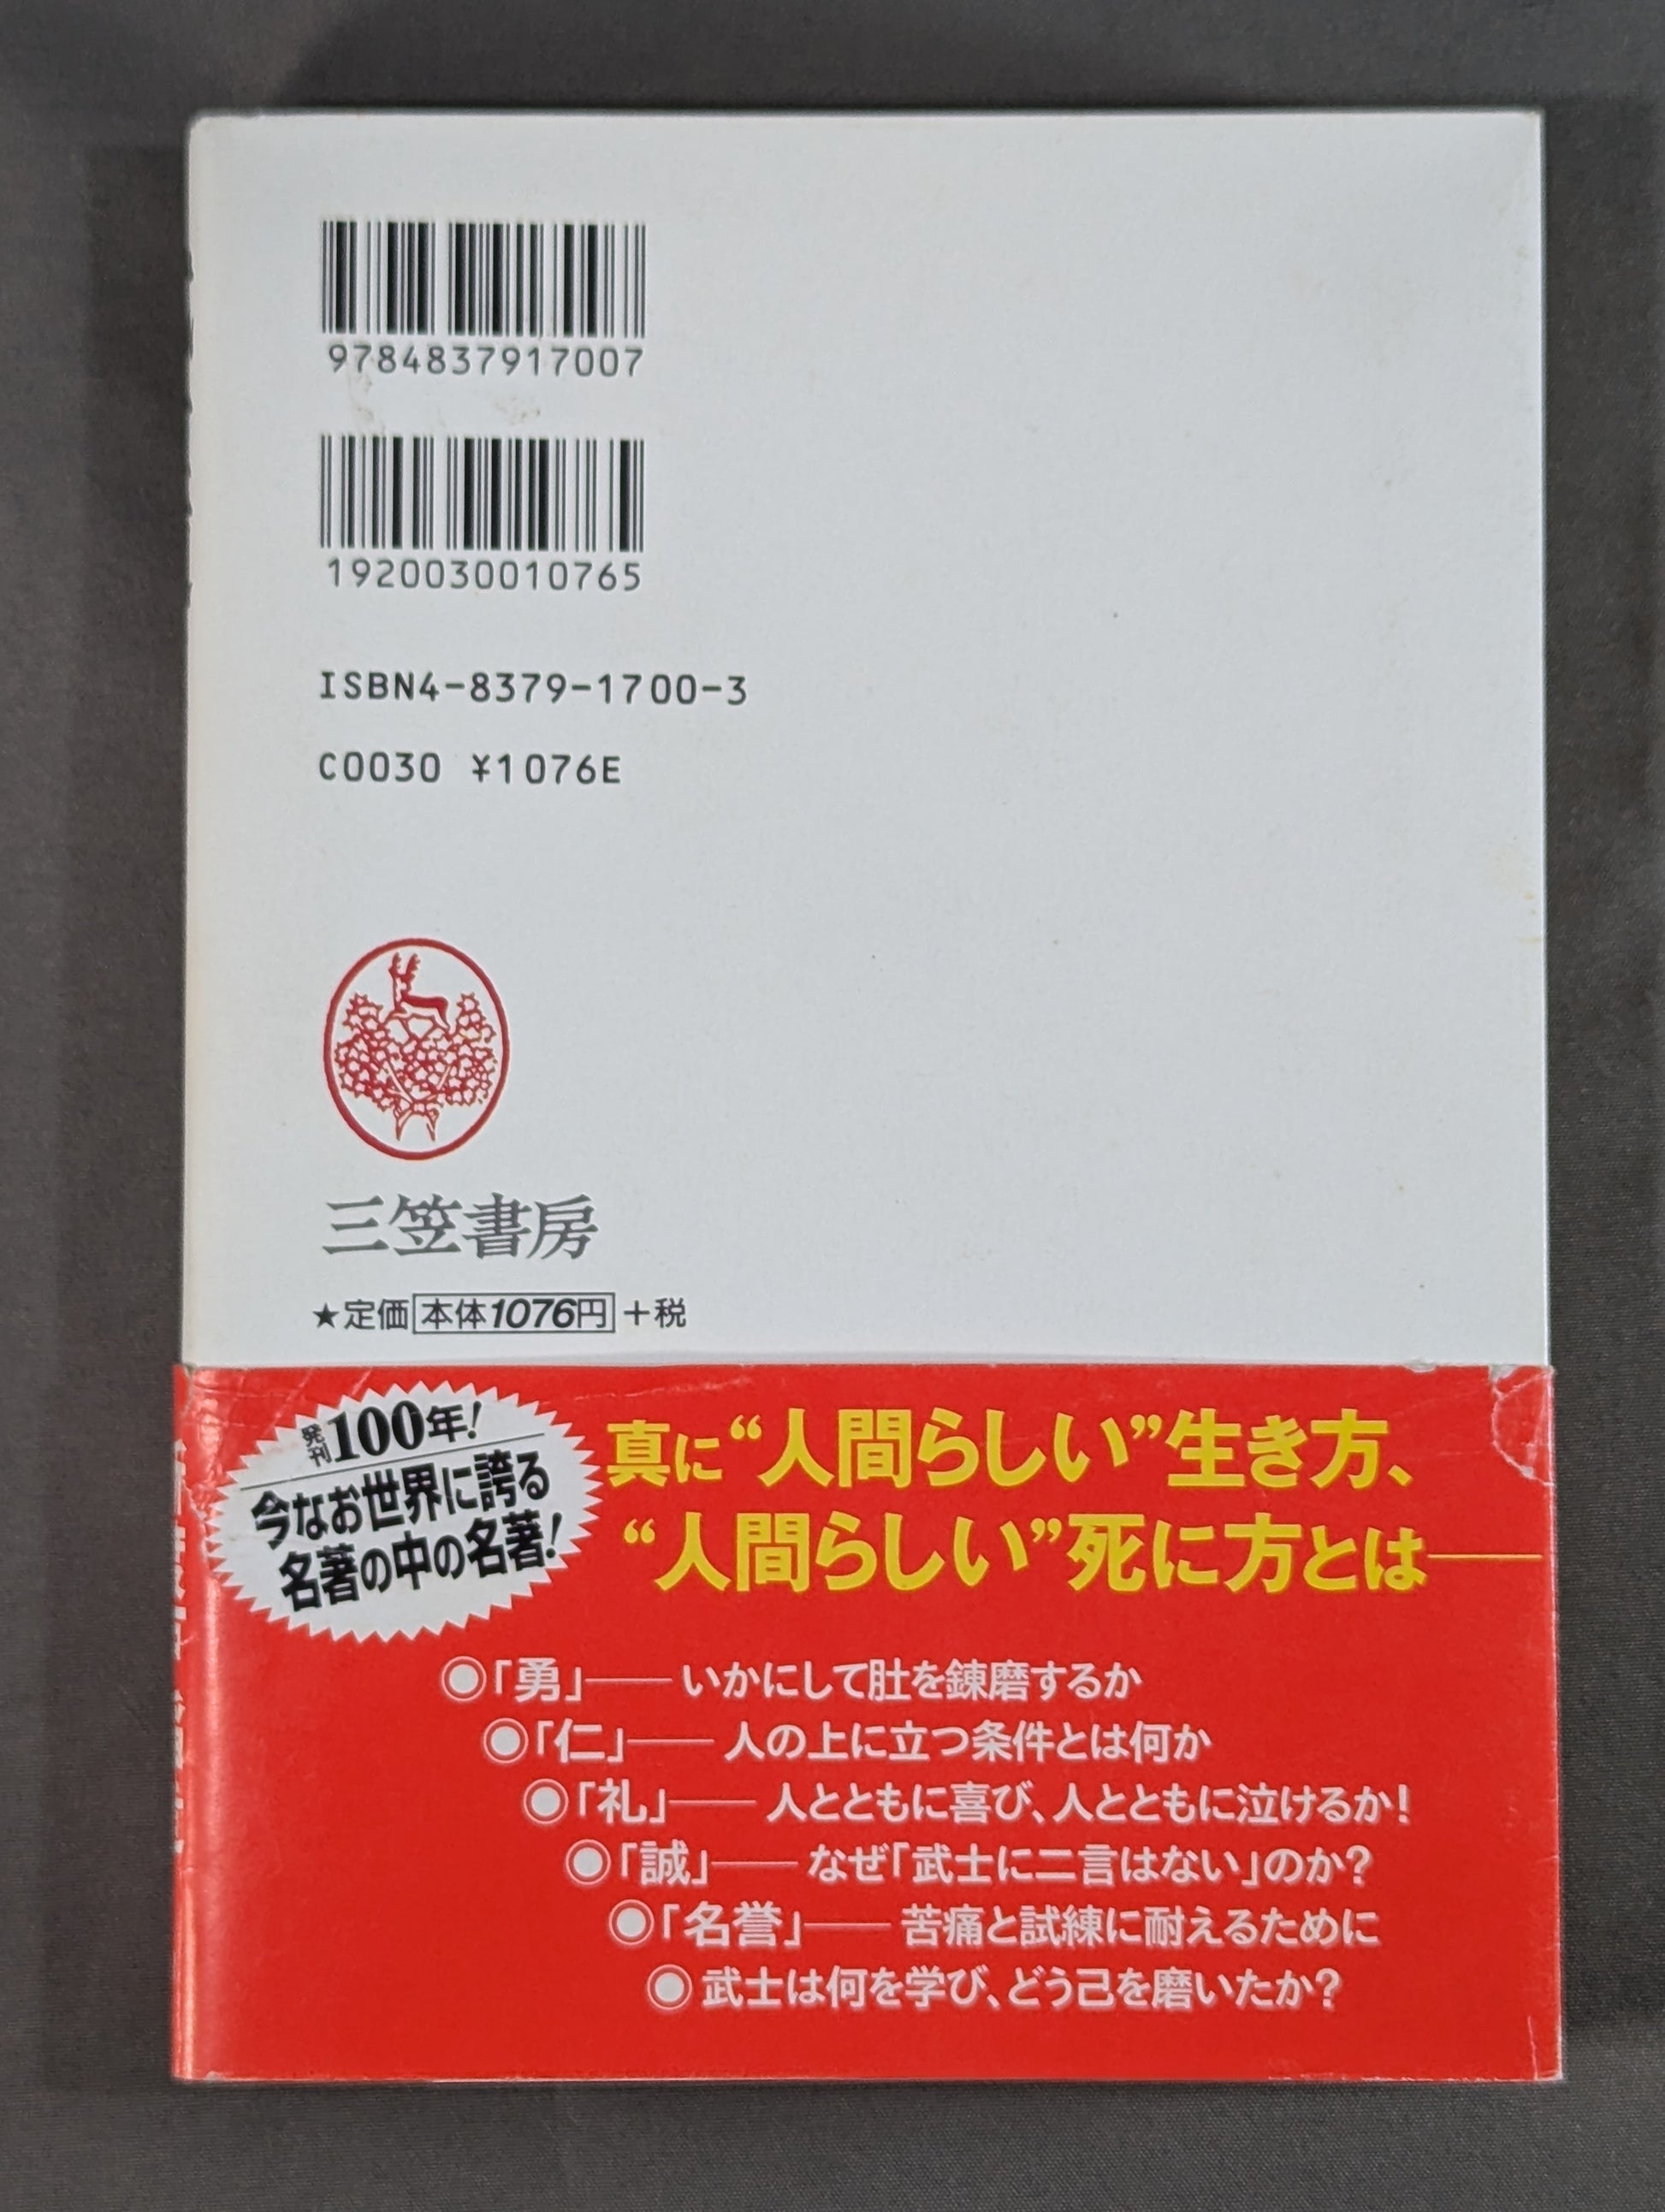 9784837917007
1920030010765
ISBN4-8379-1700-3
C0030 ¥1076E
三笠書房
★定価 本体1076円 +税
発刊100年!
今なお世界に誇る
名著の中の名著!
真に“人間らしい”生き方、
“人間らしい”死に方とは――
◉「勇」――いかにして肚を錬磨するか
◉「仁」――人の上に立つ条件とは何か
◉「礼」――人とともに喜び、人とともに泣けるか!
◉「誠」――なぜ「武士に二言はない」のか?
◉「名誉」――苦痛と試練に耐えるために
◉武士は何を学び、どう己を磨いたか?